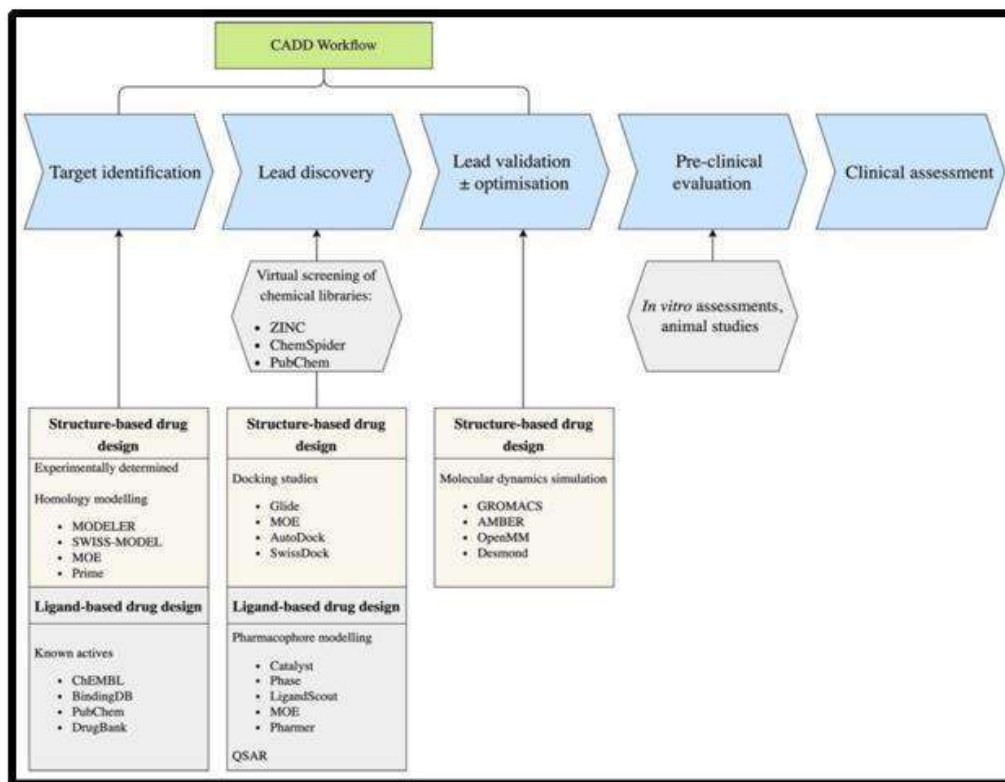 CADD Workflow
Target identification
Lead discovery
Lead validation
± optimisation
Pre-clinical
evaluation
Clinical assessment
Virtual screening of
chemical libraries:
• ZINC
• ChemSpider
• PubChem
In vitro assessments,
animal studies
Structure-based drug
design
Experimentally determined
Homology modelling
• MODELER
• SWISS-MODEL
• MOE
• Prime
Ligand-based drug design
Known actives
• ChEMBL
• BindingDB
• PubChem
• DrugBank
Structure-based drug
design
Docking studies
• Glide
• MOE
• AutoDock
• SwissDock
Ligand-based drug design
Pharmacophore modelling
• Catalyst
• Phase
• LigandScout
• MOE
• Pharmer
QSAR
Structure-based drug
design
Molecular dynamics simulation
• GROMACS
• AMBER
• OpenMM
• Desmond